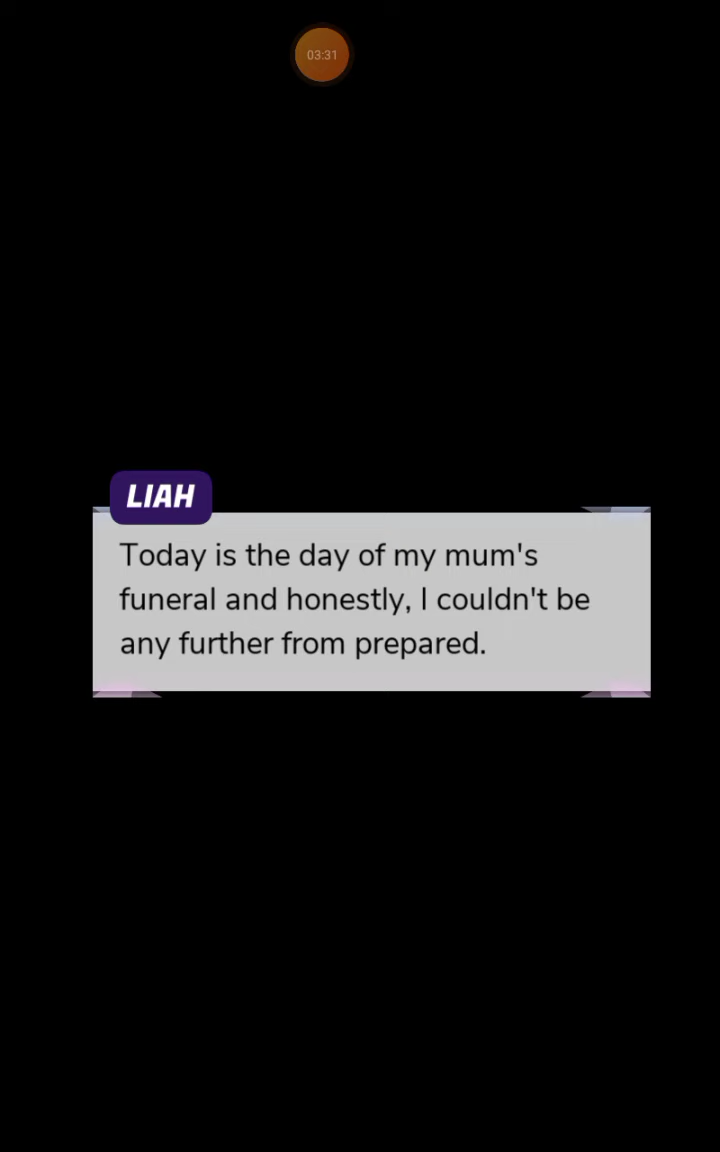 03:31
LIAH
Today is the day of my mum's
funeral and honestly, I couldn't be
any further from prepared.